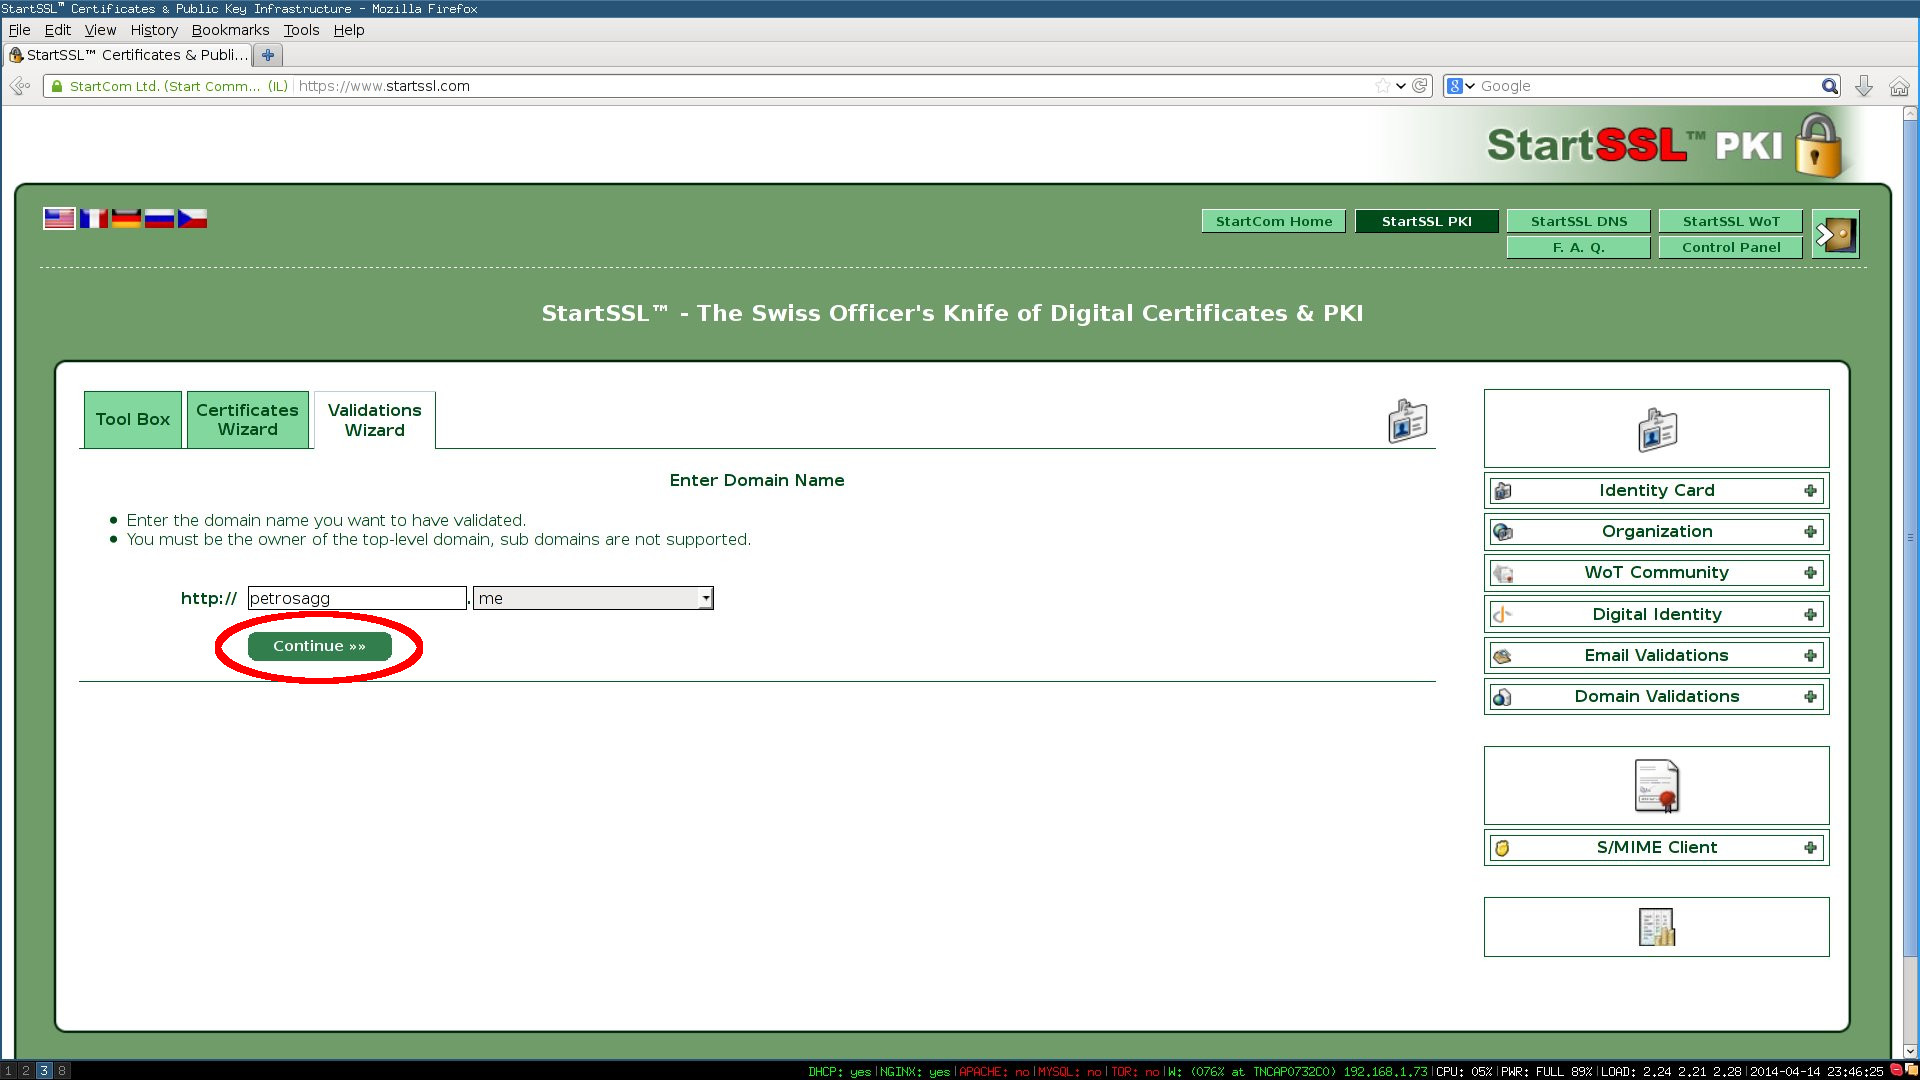 StartSSL™ Certificates & Public Key Infrastructure - Mozilla Firefox
File Edit View History Bookmarks Tools Help
StartSSL™ Certificates & Publi...
StartCom Ltd. (Start Comm... (IL) https://www.startssl.com
Google
StartSSL™ PKI
StartCom Home StartSSL PKI StartSSL DNS StartSSL WoT
F. A. Q. Control Panel
StartSSL™ - The Swiss Officer's Knife of Digital Certificates & PKI
Tool Box
Certificates Wizard
Validations Wizard
Enter Domain Name
Enter the domain name you want to have validated.
You must be the owner of the top-level domain, sub domains are not supported.
http:// petrosagg . me
Continue »»
Identity Card
Organization
WoT Community
Digital Identity
Email Validations
Domain Validations
S/MIME Client
1 2 3 8
DHCP: yes|NGINX: yes|APACHE: no|MYSQL: no|TOR: no|W: (076% at TNCAP0732C0) 192.168.1.73|CPU: 05%|PWR: FULL 89%|LOAD: 2.24 2.21 2.28|2014-04-14 23:46:25